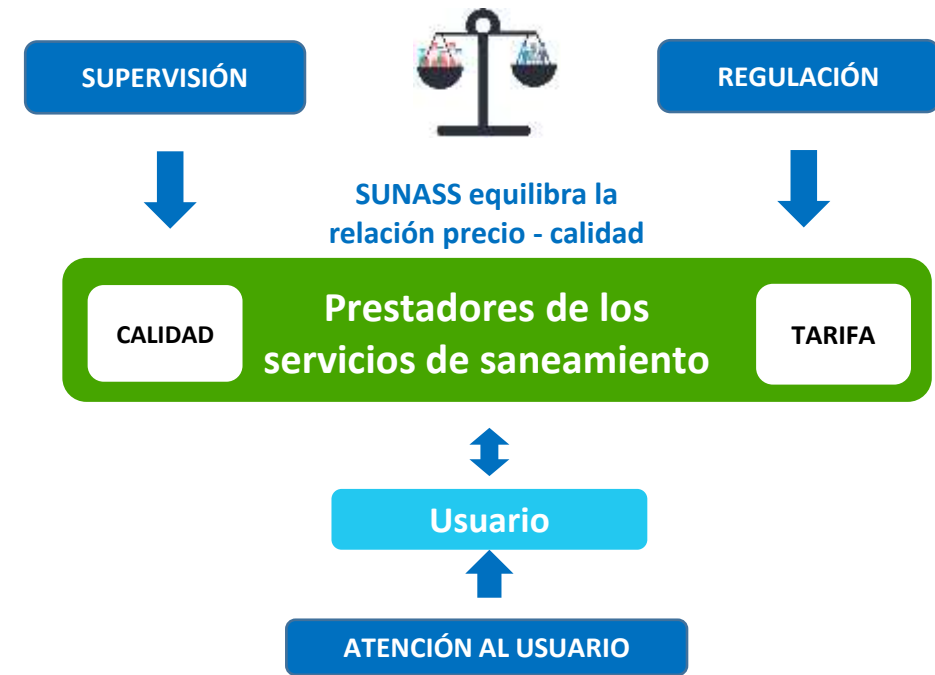 SUPERVISIÓN
REGULACIÓN
SUNASS equilibra la
relación precio - calidad
CALIDAD
Prestadores de los
servicios de saneamiento
TARIFA
Usuario
ATENCIÓN AL USUARIO